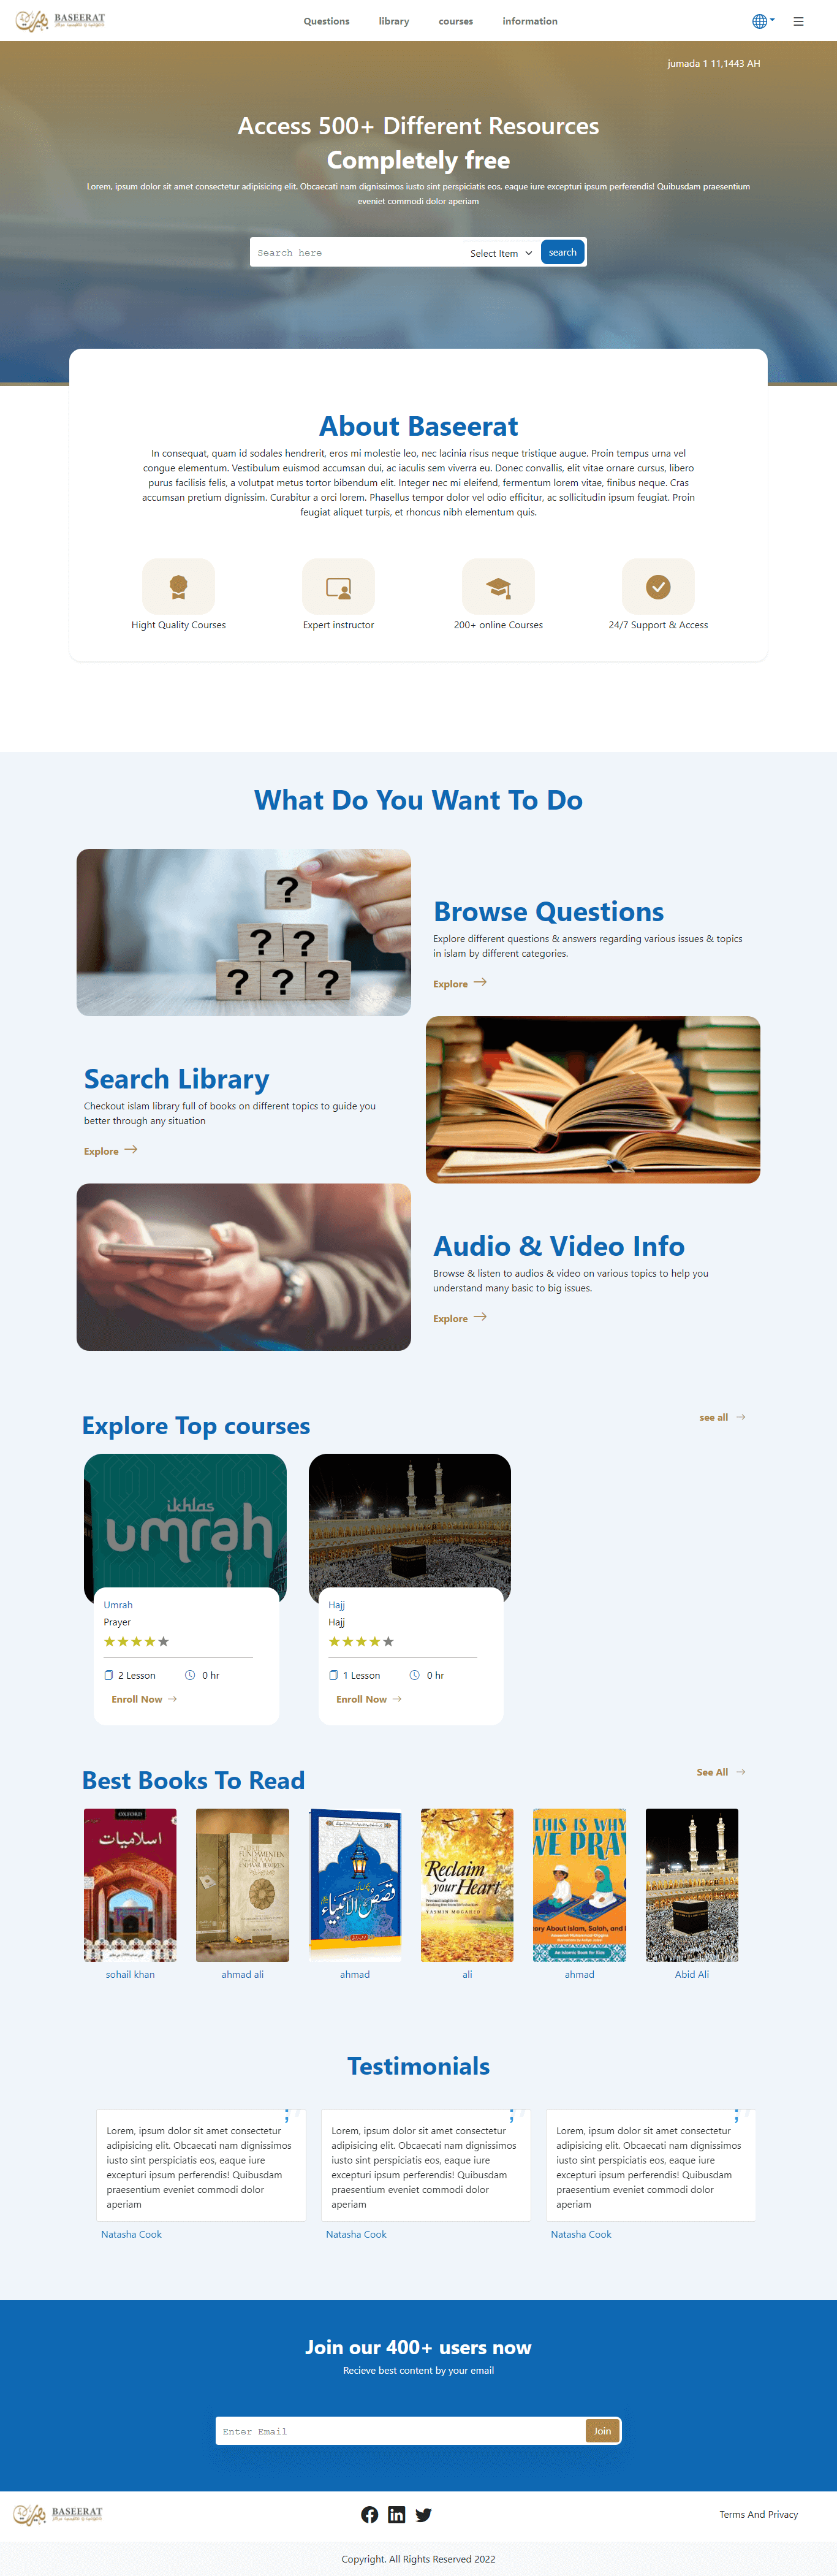 BASEERAT
Questions library courses information
jumada 1 11,1443 AH
Access 500+ Different Resources
Completely free
Lorem, ipsum dolor sit amet consectetur adipisicing elit. Obcaecati nam dignissimos iusto sint perspiciatis eos, eaque iure excepturi ipsum perferendis! Quibusdam praesentium
eveniet commodi dolor aperiam
Search here Select Item search
About Baseerat
In consequat, quam id sodales hendrerit, eros mi molestie leo, nec lacinia risus neque tristique augue. Proin tempus urna vel
congue elementum. Vestibulum euismod accumsan dui, ac iaculis sem viverra eu. Donec convallis, elit vitae ornare cursus, libero
purus facilisis felis, a volutpat metus tortor bibendum elit. Integer nec mi eleifend, fermentum lorem vitae, finibus neque. Cras
accumsan pretium dignissim. Curabitur a orci lorem. Phasellus tempor dolor vel odio efficitur, ac sollicitudin ipsum feugiat. Proin
feugiat aliquet turpis, et rhoncus nibh elementum quis.
Hight Quality Courses
Expert instructor
200+ online Courses
24/7 Support & Access
What Do You Want To Do
?
? ?
? ? ?
Browse Questions
Explore different questions & answers regarding various issues & topics
in islam by different categories.
Explore
Search Library
Checkout islam library full of books on different topics to guide you
better through any situation
Explore
Audio & Video Info
Browse & listen to audios & video on various topics to help you
understand many basic to big issues.
Explore
Explore Top courses
see all
ikhlas
umrah
Umrah
Prayer
2 Lesson 0 hr
Enroll Now
Hajj
Hajj
1 Lesson 0 hr
Enroll Now
Best Books To Read
See All
OXFORD
اسلامیات
sohail khan
ahmad ali
قصص الانبیاء
ahmad
Reclaim
your Heart
YASMIN MOGAHED
ali
THIS IS WHY
WE PRAY
ory About Islam, Salah, and
An Islamic Book for Kids
ahmad
Abid Ali
Testimonials
Lorem, ipsum dolor sit amet consectetur
adipisicing elit. Obcaecati nam dignissimos
iusto sint perspiciatis eos, eaque iure
excepturi ipsum perferendis! Quibusdam
praesentium eveniet commodi dolor
aperiam
Natasha Cook
Lorem, ipsum dolor sit amet consectetur
adipisicing elit. Obcaecati nam dignissimos
iusto sint perspiciatis eos, eaque iure
excepturi ipsum perferendis! Quibusdam
praesentium eveniet commodi dolor
aperiam
Natasha Cook
Lorem, ipsum dolor sit amet consectetur
adipisicing elit. Obcaecati nam dignissimos
iusto sint perspiciatis eos, eaque iure
excepturi ipsum perferendis! Quibusdam
praesentium eveniet commodi dolor
aperiam
Natasha Cook
Join our 400+ users now
Recieve best content by your email
Enter Email Join
BASEERAT
Terms And Privacy
Copyright. All Rights Reserved 2022